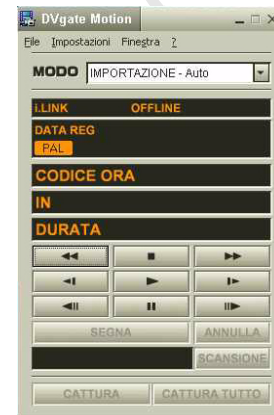 DVgate Motion
File Impostazioni Finestra ?
MODO IMPORTAZIONE - Auto
i.LINK OFFLINE
DATA REG
PAL
CODICE ORA
IN
DURATA
SEGNA ANNULLA
SCANSIONE
CATTURA CATTURA TUTTO